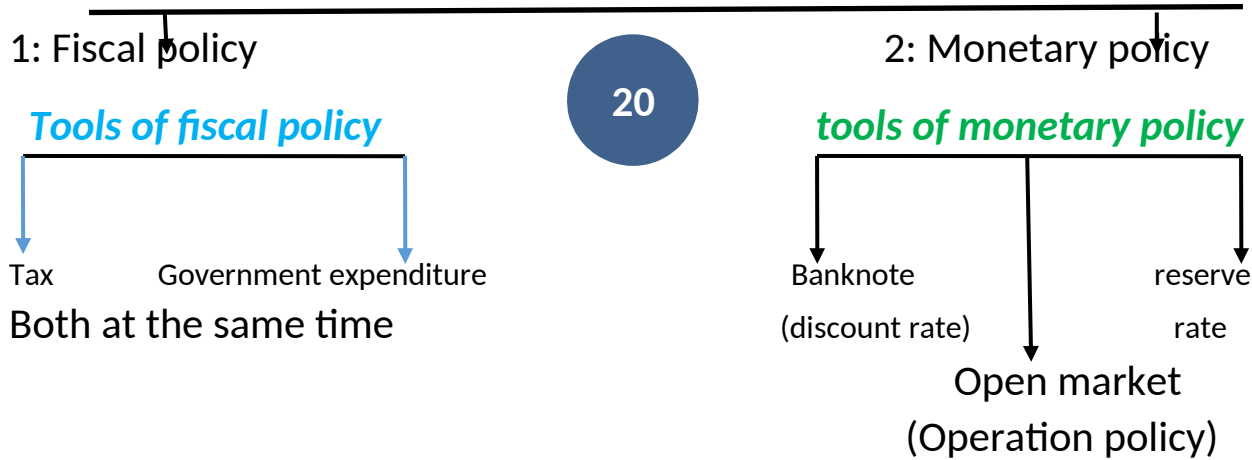 1: Fiscal policy
2: Monetary policy
20
Tools of fiscal policy
tools of monetary policy
Tax
Government expenditure
Banknote
reserve
Both at the same time
(discount rate)
rate
Open market
(Operation policy)